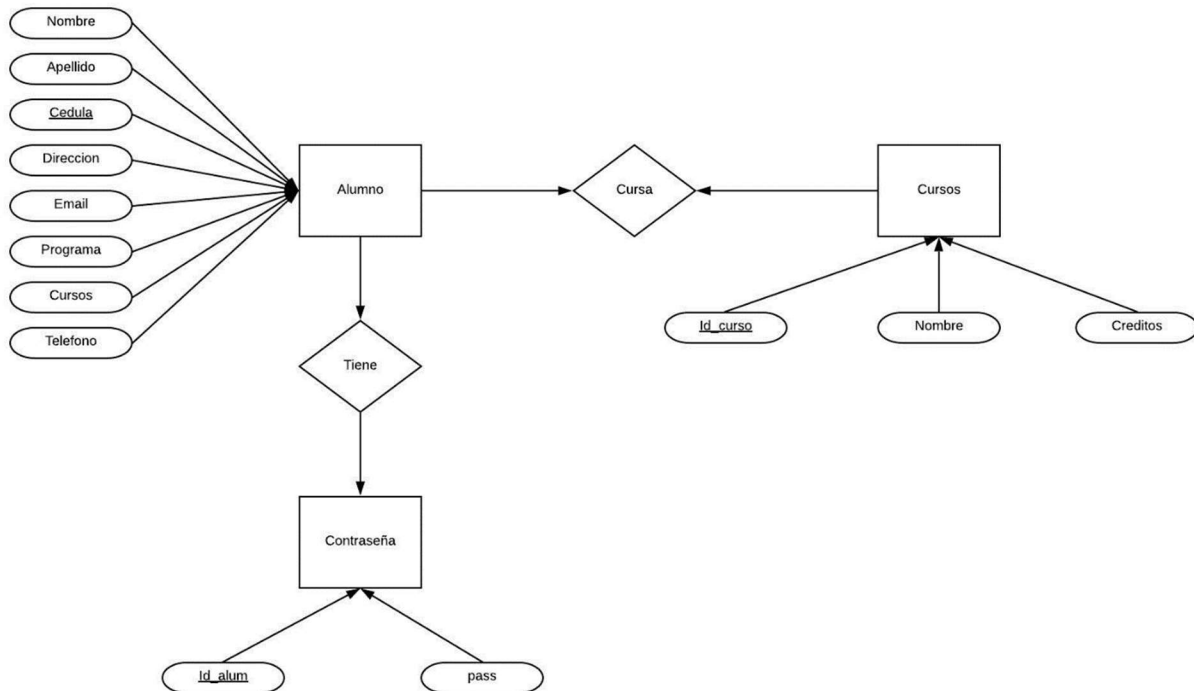 Nombre
Apellido
Cedula
Direccion
Email
Programa
Cursos
Telefono
Alumno
Cursa
Cursos
Id_curso
Nombre
Creditos
Tiene
Contraseña
Id_alum
pass